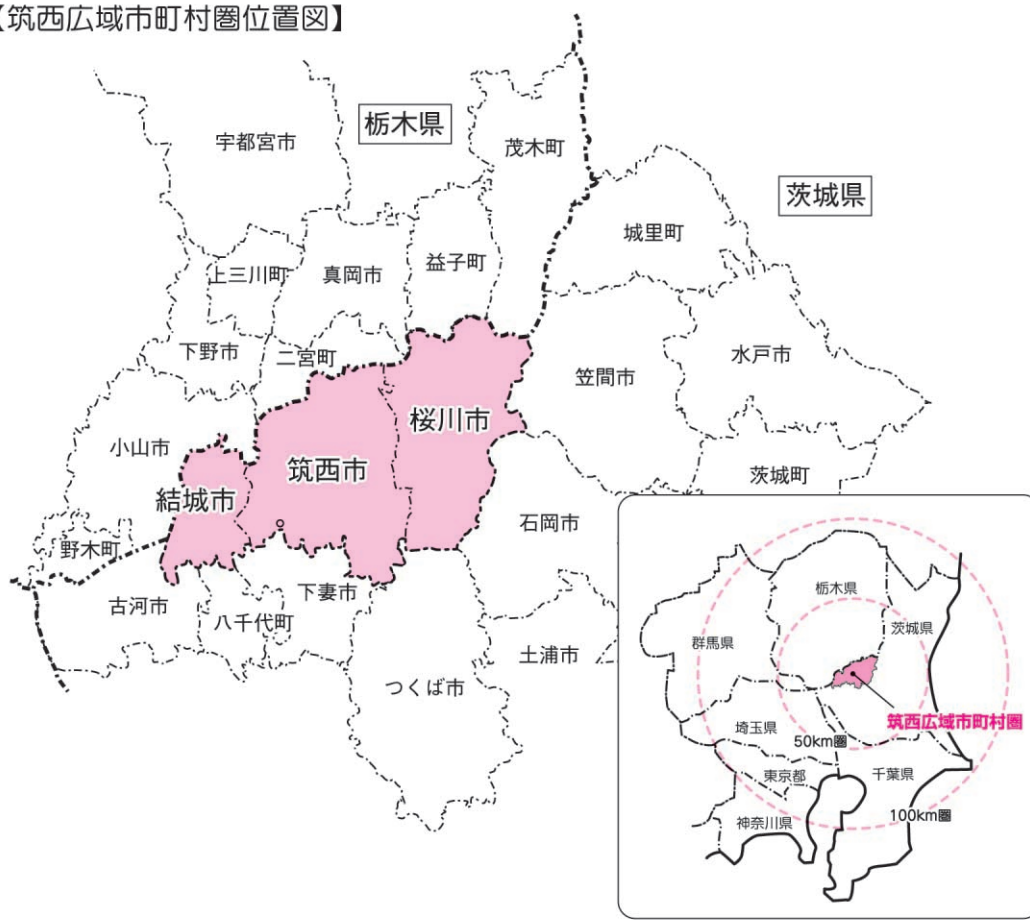 【筑西広域市町村圏位置図】
宇都宮市
栃木県
茂木町
茨城県
城里町
上三川町
真岡市
益子町
下野市
二宮町
笠間市
水戸市
桜川市
小山市
筑西市
茨城町
結城市
石岡市
野木町
古河市
八千代町
下妻市
土浦市
つくば市
栃木県
群馬県
茨城県
筑西広域市町村圏
埼玉県
50km圏
東京都
千葉県
神奈川県
100km圏